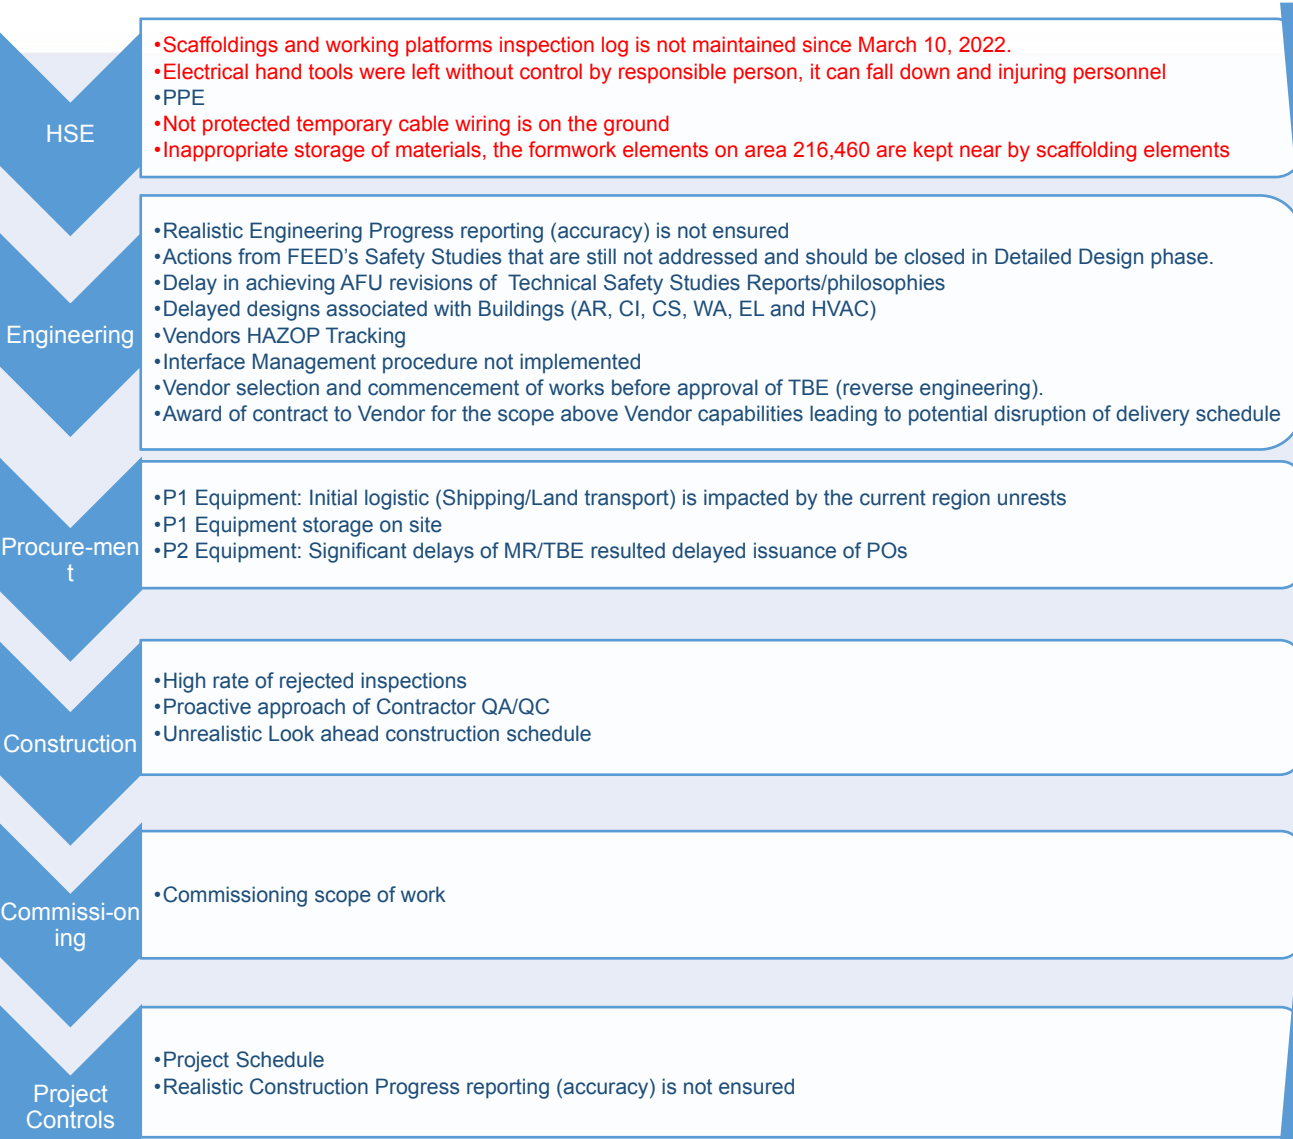 HSE
•Scaffoldings and working platforms inspection log is not maintained since March 10, 2022.
•Electrical hand tools were left without control by responsible person, it can fall down and injuring personnel
•PPE
•Not protected temporary cable wiring is on the ground
•Inappropriate storage of materials, the formwork elements on area 216,460 are kept near by scaffolding elements
Engineering
•Realistic Engineering Progress reporting (accuracy) is not ensured
•Actions from FEED’s Safety Studies that are still not addressed and should be closed in Detailed Design phase.
•Delay in achieving AFU revisions of  Technical Safety Studies Reports/philosophies
•Delayed designs associated with Buildings (AR, CI, CS, WA, EL and HVAC)
•Vendors HAZOP Tracking
•Interface Management procedure not implemented
•Vendor selection and commencement of works before approval of TBE (reverse engineering).
•Award of contract to Vendor for the scope above Vendor capabilities leading to potential disruption of delivery schedule
Procure-men
t
•P1 Equipment: Initial logistic (Shipping/Land transport) is impacted by the current region unrests
•P1 Equipment storage on site
•P2 Equipment: Significant delays of MR/TBE resulted delayed issuance of POs
Construction
•High rate of rejected inspections
•Proactive approach of Contractor QA/QC
•Unrealistic Look ahead construction schedule
Commissi-on
ing
•Commissioning scope of work
Project
Controls
•Project Schedule
•Realistic Construction Progress reporting (accuracy) is not ensured